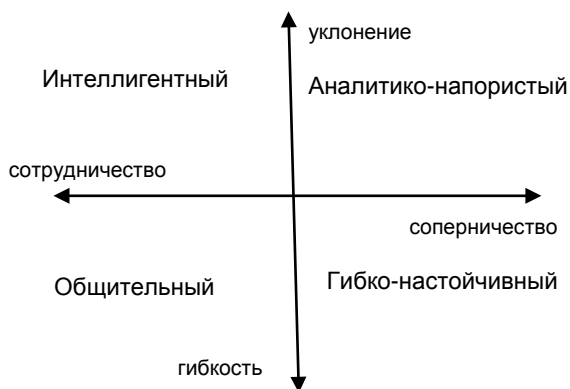 уклонение
Интеллигентный
Аналитико-напористый
сотрудничество
соперничество
Общительный
Гибко-настойчивный
гибкость